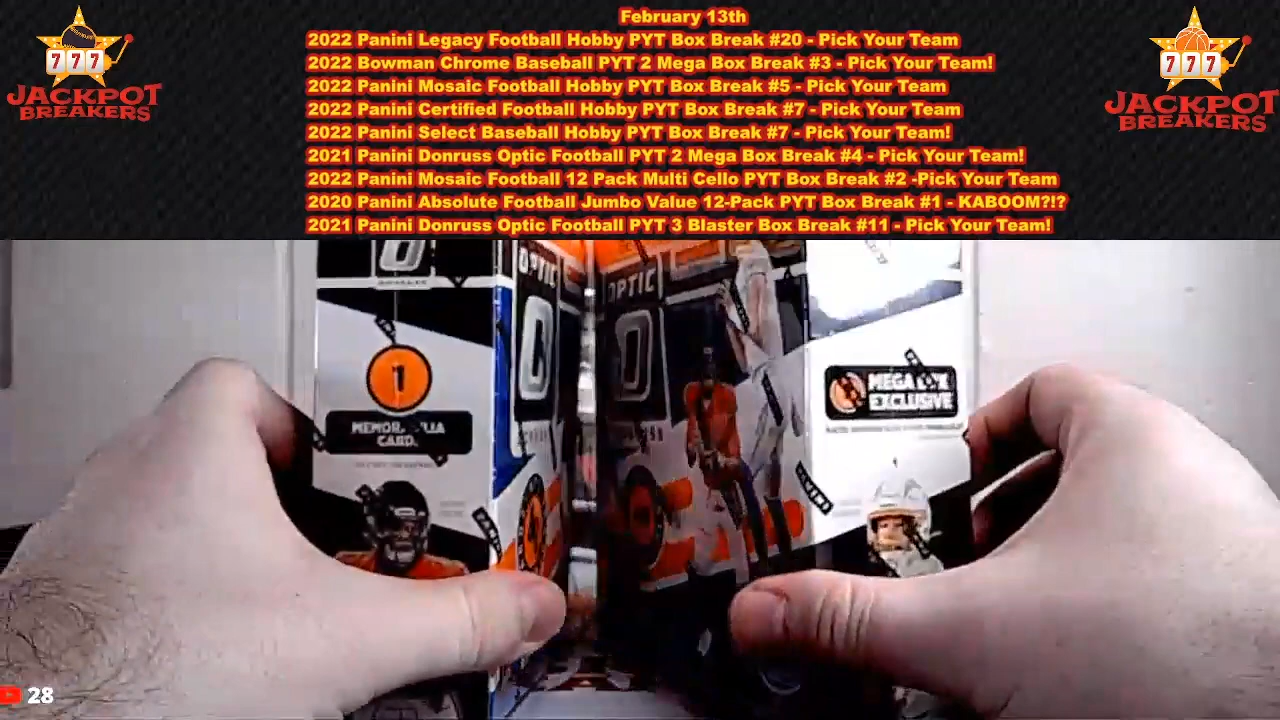 February 13th
2022 Panini Legacy Football Hobby PYT Box Break #20 - Pick Your Team
2022 Bowman Chrome Baseball PYT 2 Mega Box Break #3 - Pick Your Team!
2022 Panini Mosaic Football Hobby PYT Box Break #5 - Pick Your Team
2022 Panini Certified Football Hobby PYT Box Break #7 - Pick Your Team
2022 Panini Select Baseball Hobby PYT Box Break #7 - Pick Your Team!
2021 Panini Donruss Optic Football PYT 2 Mega Box Break #4 - Pick Your Team!
2022 Panini Mosaic Football 12 Pack Multi Cello PYT Box Break #2 -Pick Your Team
2020 Panini Absolute Football Jumbo Value 12-Pack PYT Box Break #1 - KABOOM?!?
2021 Panini Donruss Optic Football PYT 3 Blaster Box Break #11 - Pick Your Team!
777
JACKPOT
BREAKERS
777
JACKPOT
BREAKERS
OPTIC
OPTIC
1
CARD
MEGA
EXCLUSIVE
PANINI
28